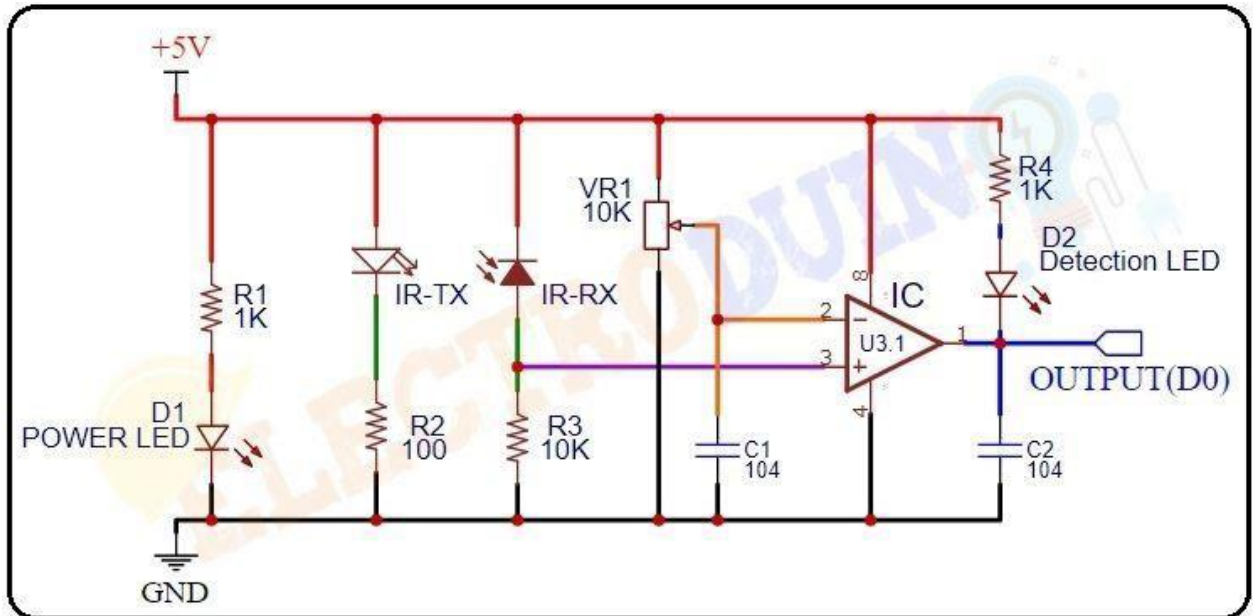 +5V
R1
1K
D1
POWER LED
IR-TX
R2
100
IR-RX
R3
10K
VR1
10K
C1
104
2
3
8
4
1
−
+
IC
U3.1
R4
1K
D2
Detection LED
OUTPUT(D0)
C2
104
GND
ELECTRODUINO